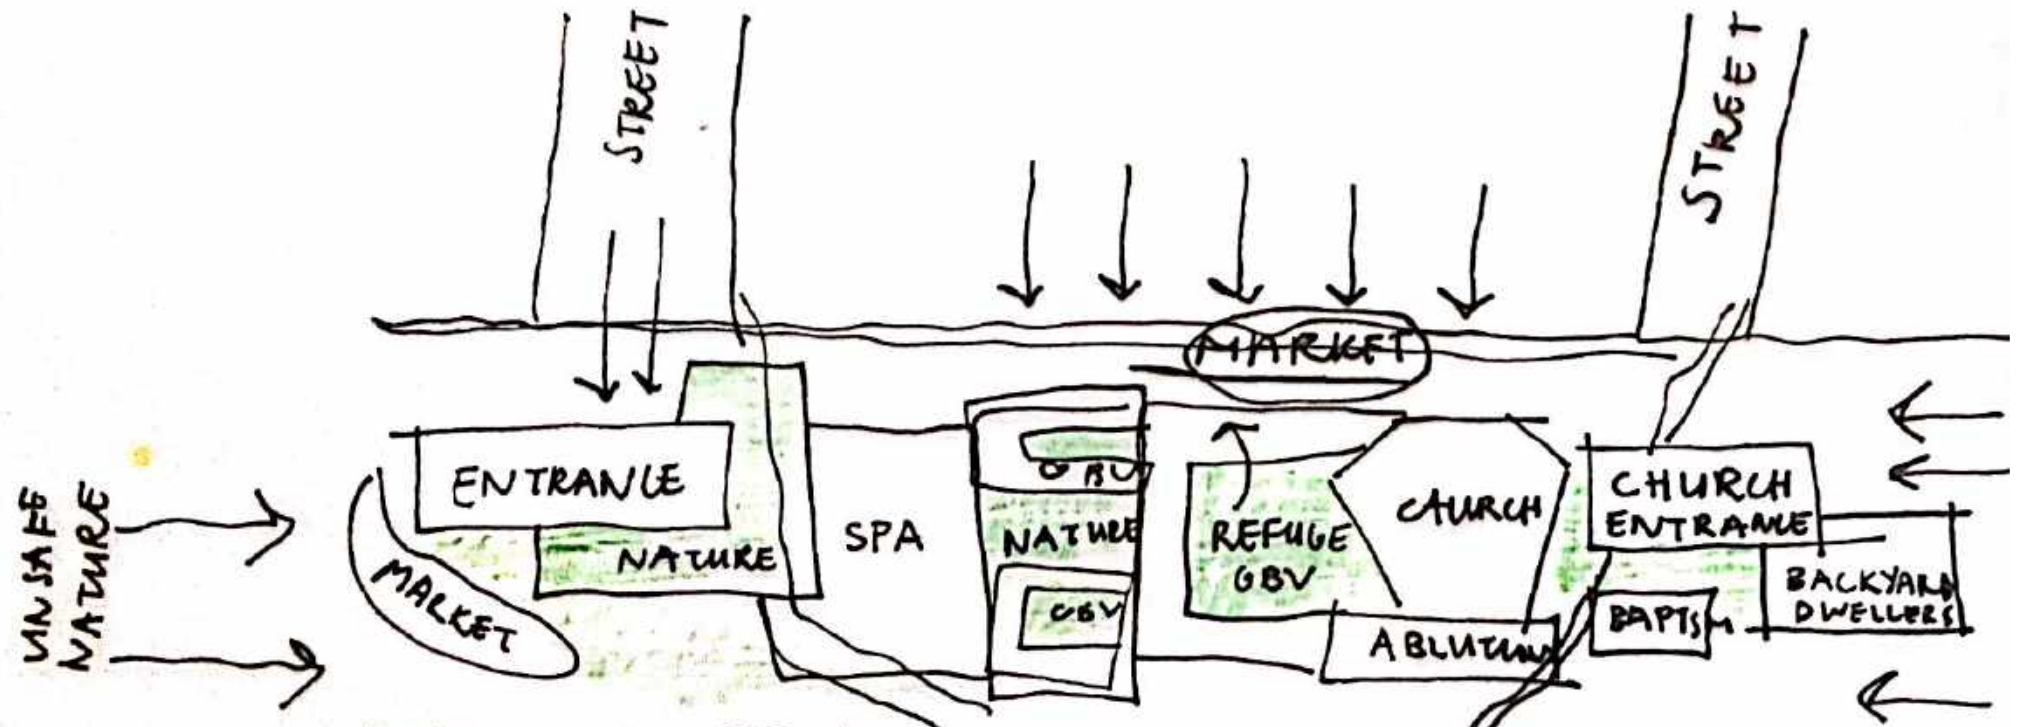 STREET
STREET
MARKET
ENTRANCE
NATURE
MARKET
UNSAFE
NATURE
SPA
GBV
NATURE
GBV
REFUGE
GBV
CHURCH
ABLUTION
CHURCH
ENTRANCE
BAPTISM
BACKYARD
DWELLERS